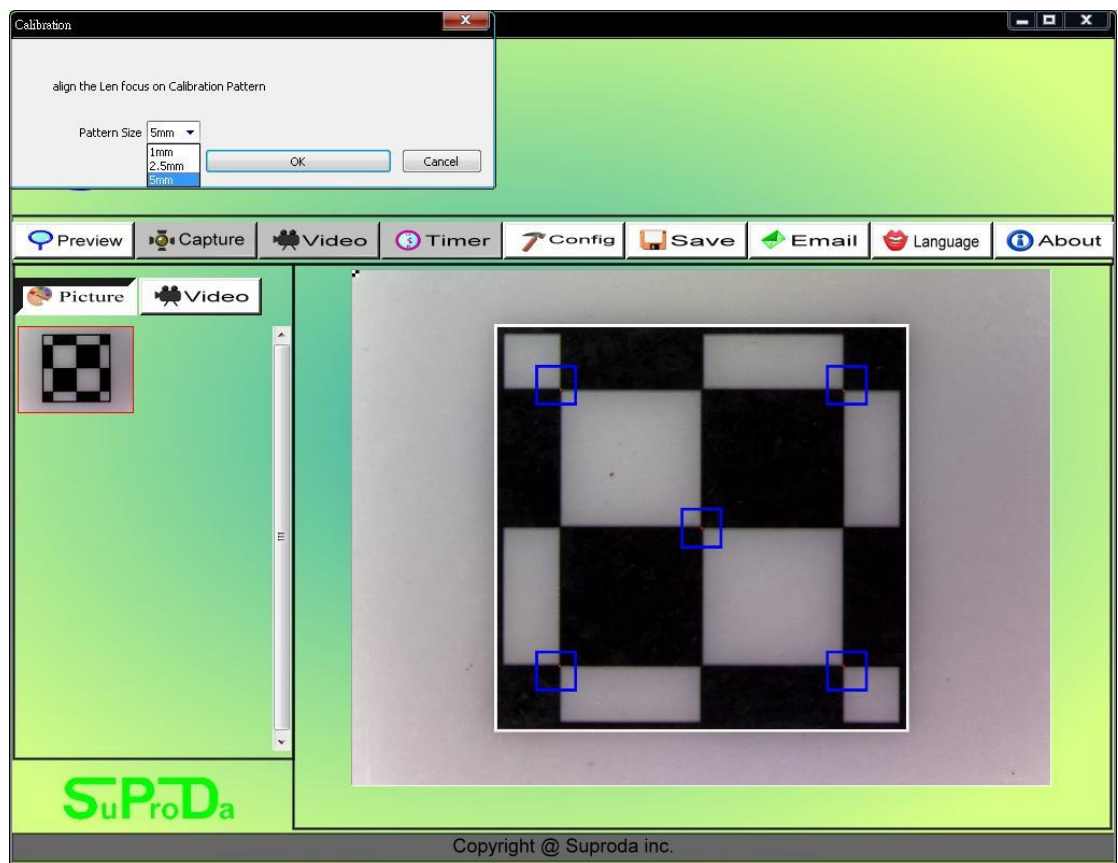 Calibration
align the Len focus on Calibration Pattern
Pattern Size 5mm
1mm
2.5mm
5mm
OK
Cancel
Preview
Capture
Video
Timer
Config
Save
Email
Language
About
Picture
Video
SuProDa
Copyright @ Suproda inc.